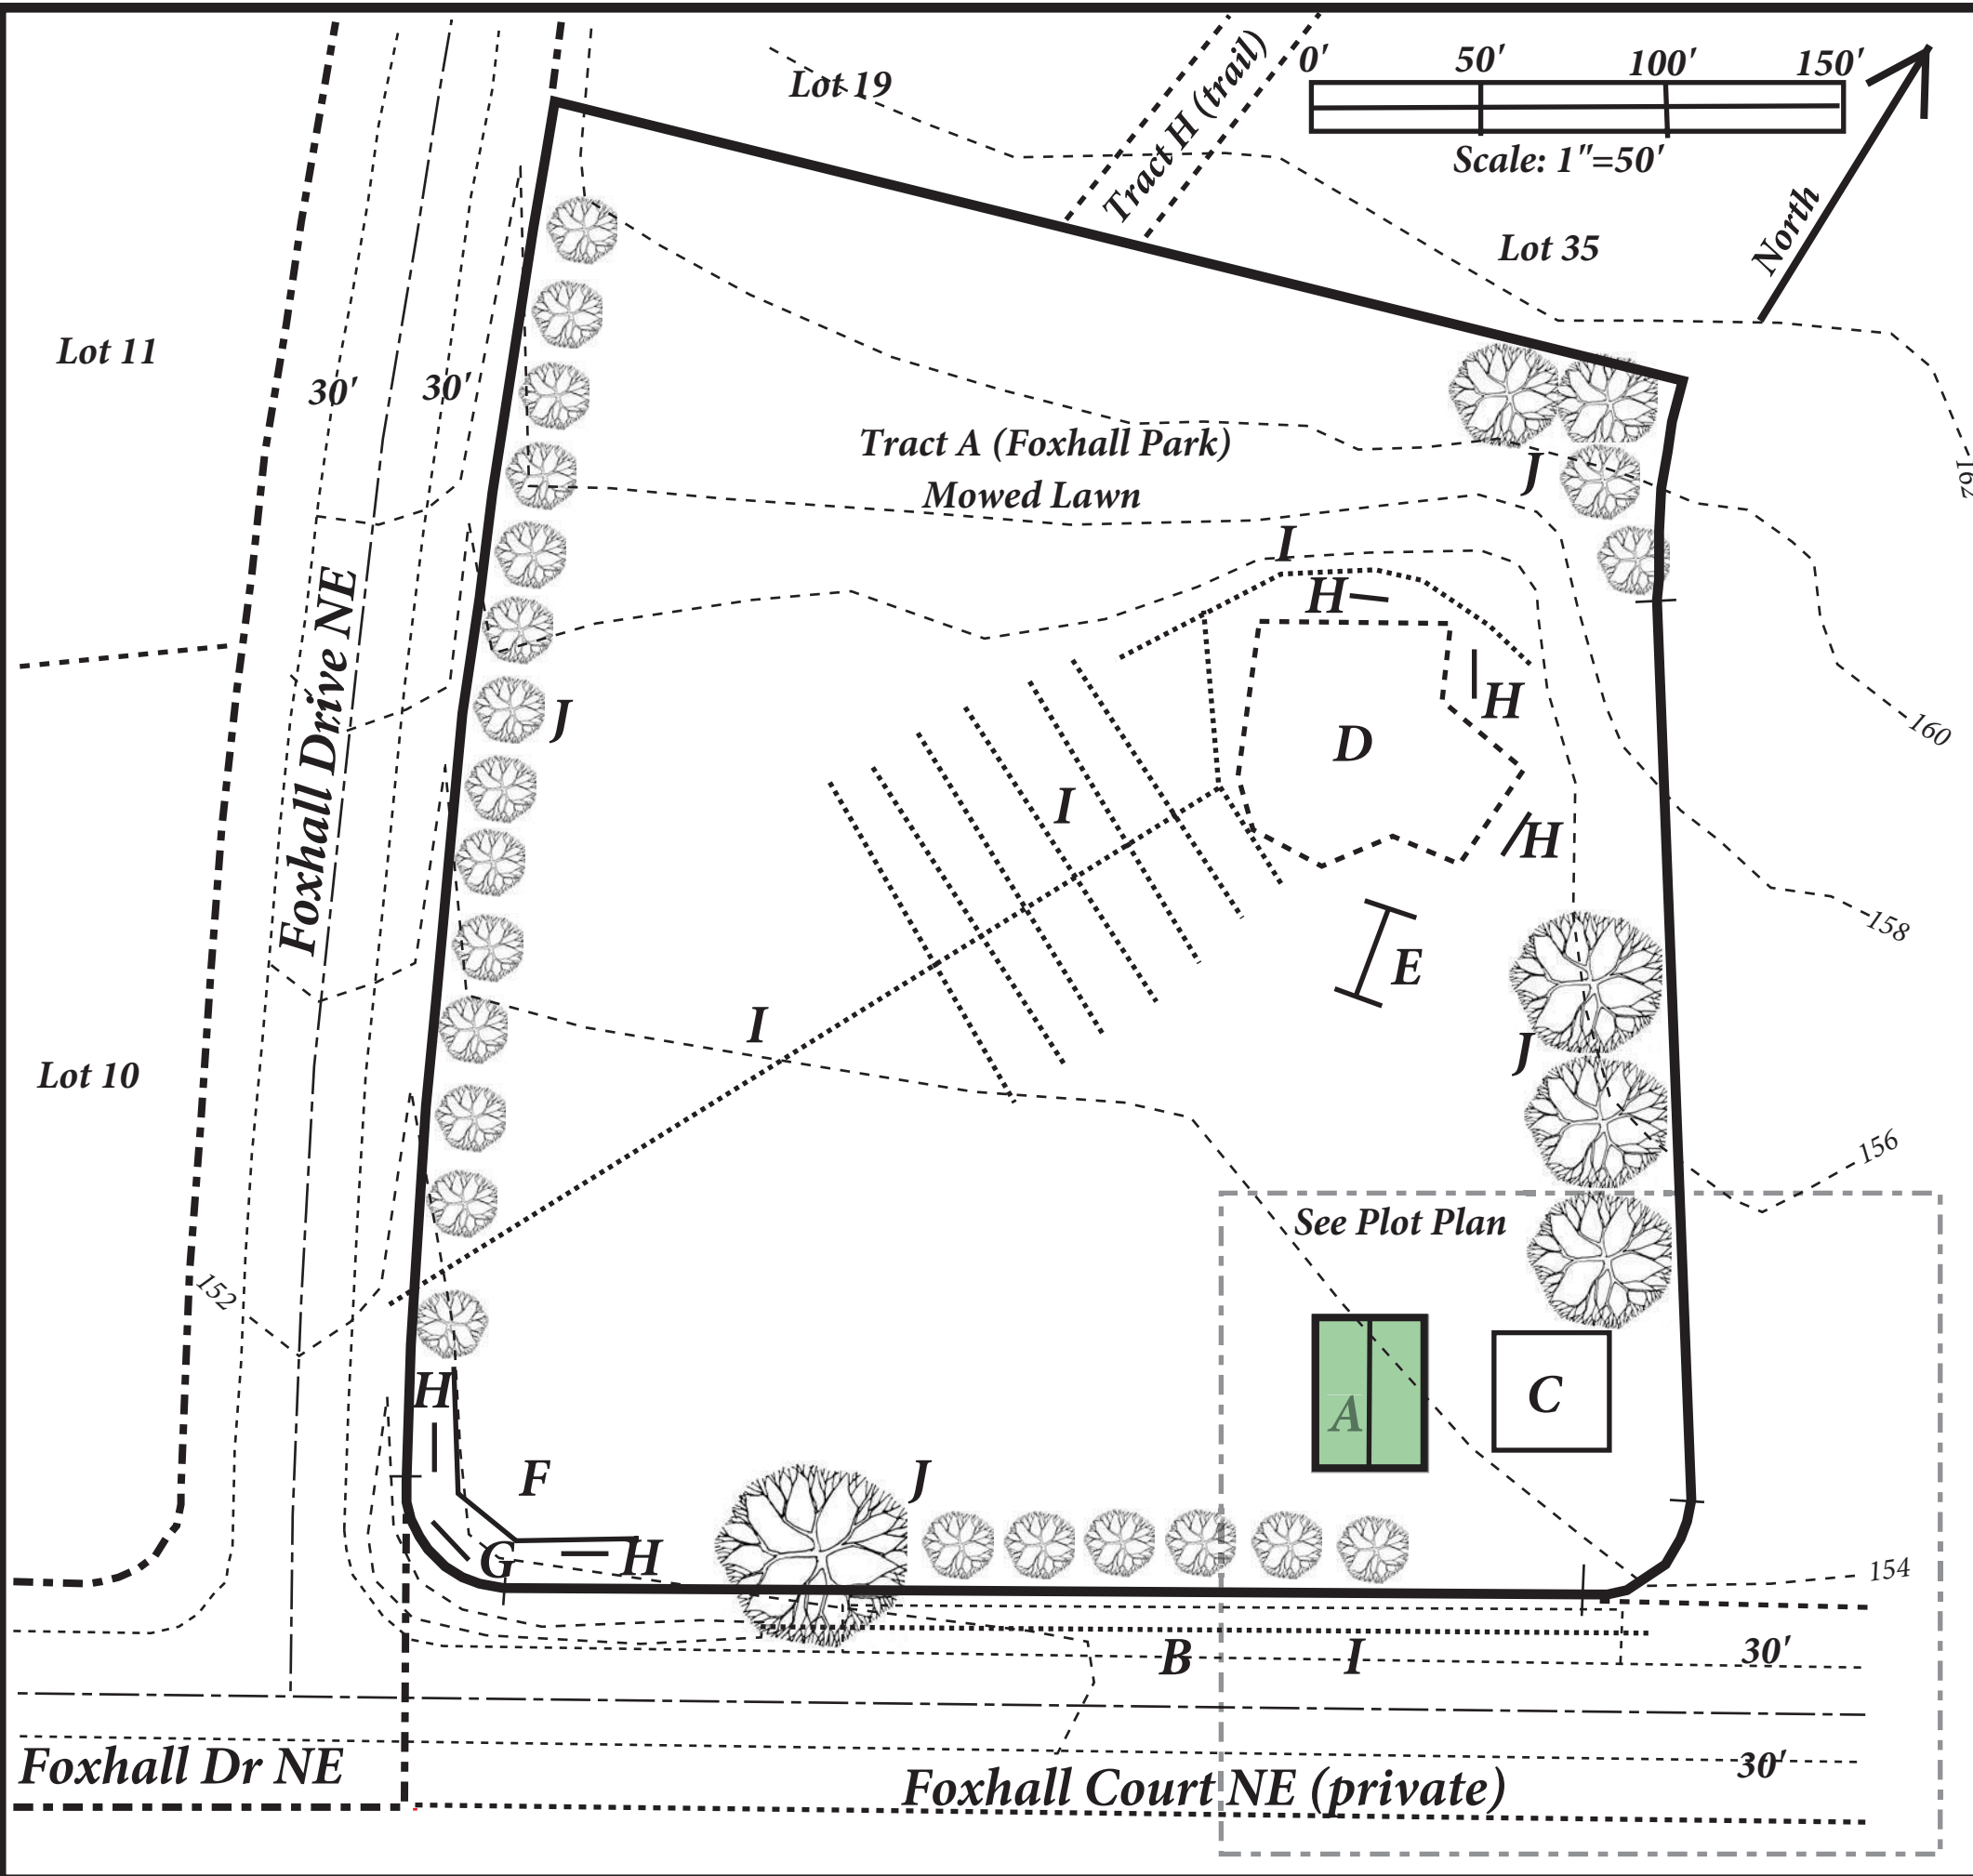 Lot 19
Tract H (trail)
0' 50' 100' 150'
Scale: 1"=50'
North
Lot 35
Lot 11
30' 30'
Tract A (Foxhall Park)
Mowed Lawn
J
162
I
H
H
D
H
160
Foxhall Drive NE
J
I
158
E
I
J
Lot 10
156
See Plot Plan
152
A
C
H
F
J
G
H
154
B
I
30'
Foxhall Dr NE
Foxhall Court NE (private)
30'